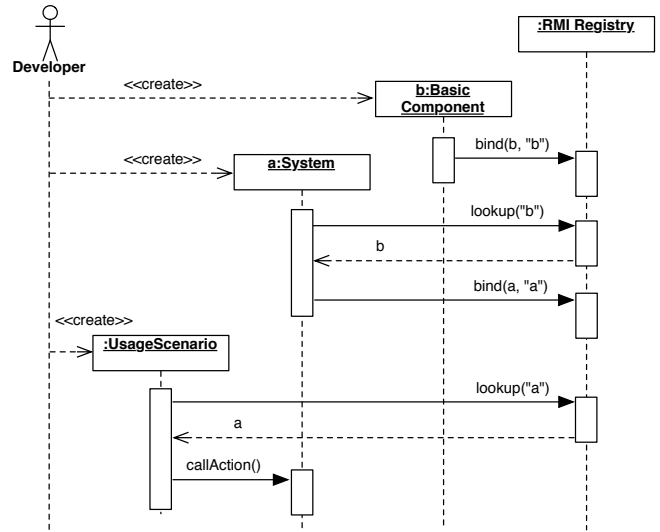 :RMI Registry
Developer
<<create>>
b:Basic
Component
bind(b, "b")
<<create>>
a:System
lookup("b")
b
bind(a, "a")
<<create>>
:UsageScenario
lookup("a")
a
callAction()